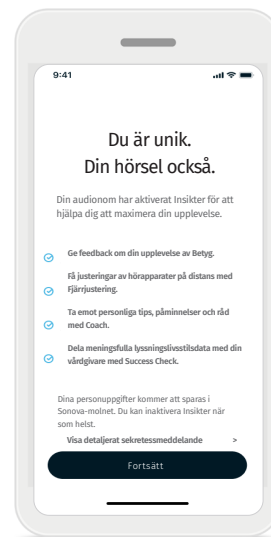 9:41
Du är unik.
Din hörsel också.
Din audionom har aktiverat Insikter för att
hjälpa dig att maximera din upplevelse.
Ge feedback om din upplevelse av Betyg.
Få justeringar av hörapparater på distans med
Fjärrjustering.
Ta emot personliga tips, påminnelser och råd
med Coach.
Dela meningsfulla lyssningslivsstilsdata med din
vårdgivare med Success Check.
Dina personuppgifter kommer att sparas i
Sonova-molnet. Du kan inaktivera Insikter när
som helst.
Visa detaljerat sekretessmeddelande >
Fortsätt